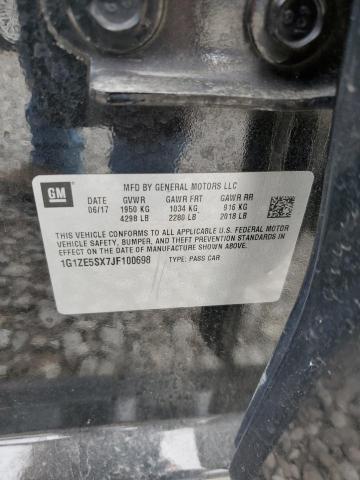 GM
MFD BY GENERAL MOTORS LLC
DATE GVWR GAWR FRT GAWR RR
06/17 1950 KG 1034 KG 916 KG
4298 LB 2280 LB 2018 LB
THIS VEHICLE CONFORMS TO ALL APPLICABLE U.S. FEDERAL MOTOR
VEHICLE SAFETY, BUMPER, AND THEFT PREVENTION STANDARDS
IN EFFECT ON THE DATE OF MANUFACTURE SHOWN ABOVE.
1G1ZE5SX7JF100698 TYPE: PASS CAR